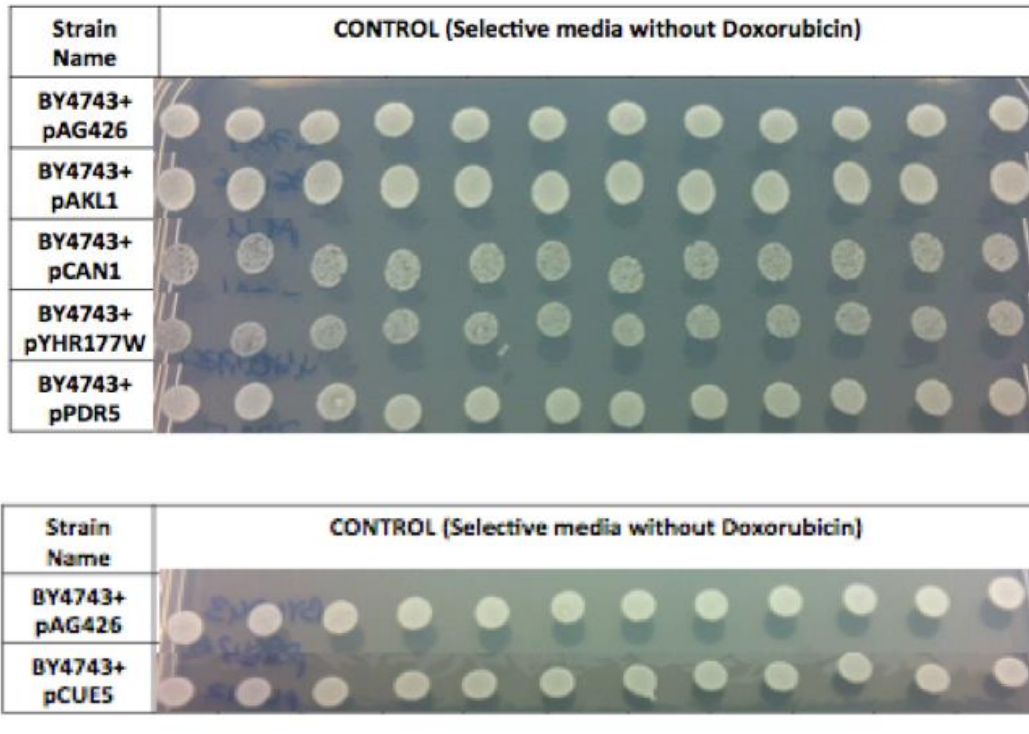 Strain
Name
CONTROL (Selective media without Doxorubicin)
BY4743+
pAG426
BY4743+
pAKL1
BY4743+
pCAN1
BY4743+
pYHR177W
BY4743+
pPDR5
Strain
Name
CONTROL (Selective media without Doxorubicin)
BY4743+
pAG426
BY4743+
pCUE5